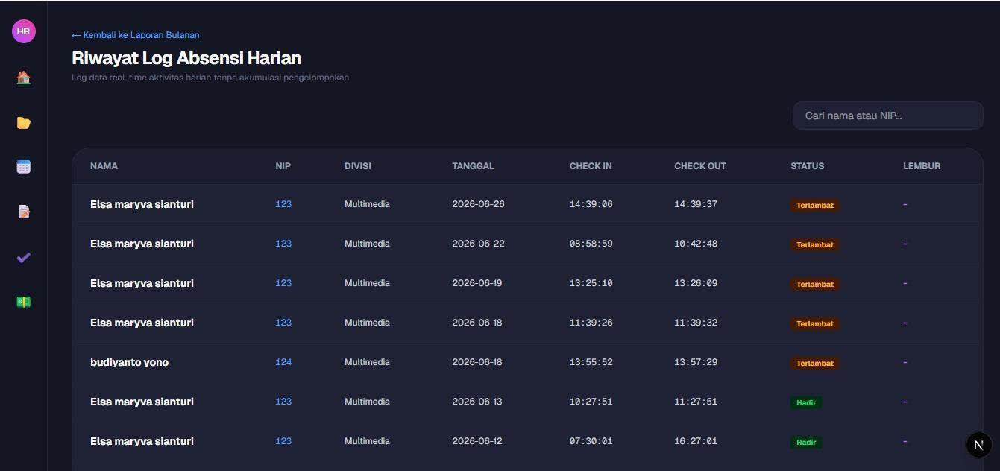 HR
← Kembali ke Laporan Bulanan
Riwayat Log Absensi Harian
Log data real-time aktivitas harian tanpa akumulasi pengelompokan
Cari nama atau NIP...
NAMA NIP DIVISI TANGGAL CHECK IN CHECK OUT STATUS LEMBUR
Elsa maryva sianturi 123 Multimedia 2026-06-26 14:39:06 14:39:37 Terlambat -
Elsa maryva sianturi 123 Multimedia 2026-06-22 08:58:59 10:42:48 Terlambat -
Elsa maryva sianturi 123 Multimedia 2026-06-19 13:25:10 13:26:09 Terlambat -
Elsa maryva sianturi 123 Multimedia 2026-06-18 11:39:26 11:39:32 Terlambat -
budiyanto yono 124 Multimedia 2026-06-18 13:55:52 13:57:29 Terlambat -
Elsa maryva sianturi 123 Multimedia 2026-06-13 10:27:51 11:27:51 Hadir -
Elsa maryva sianturi 123 Multimedia 2026-06-12 07:30:01 16:27:01 Hadir -
N